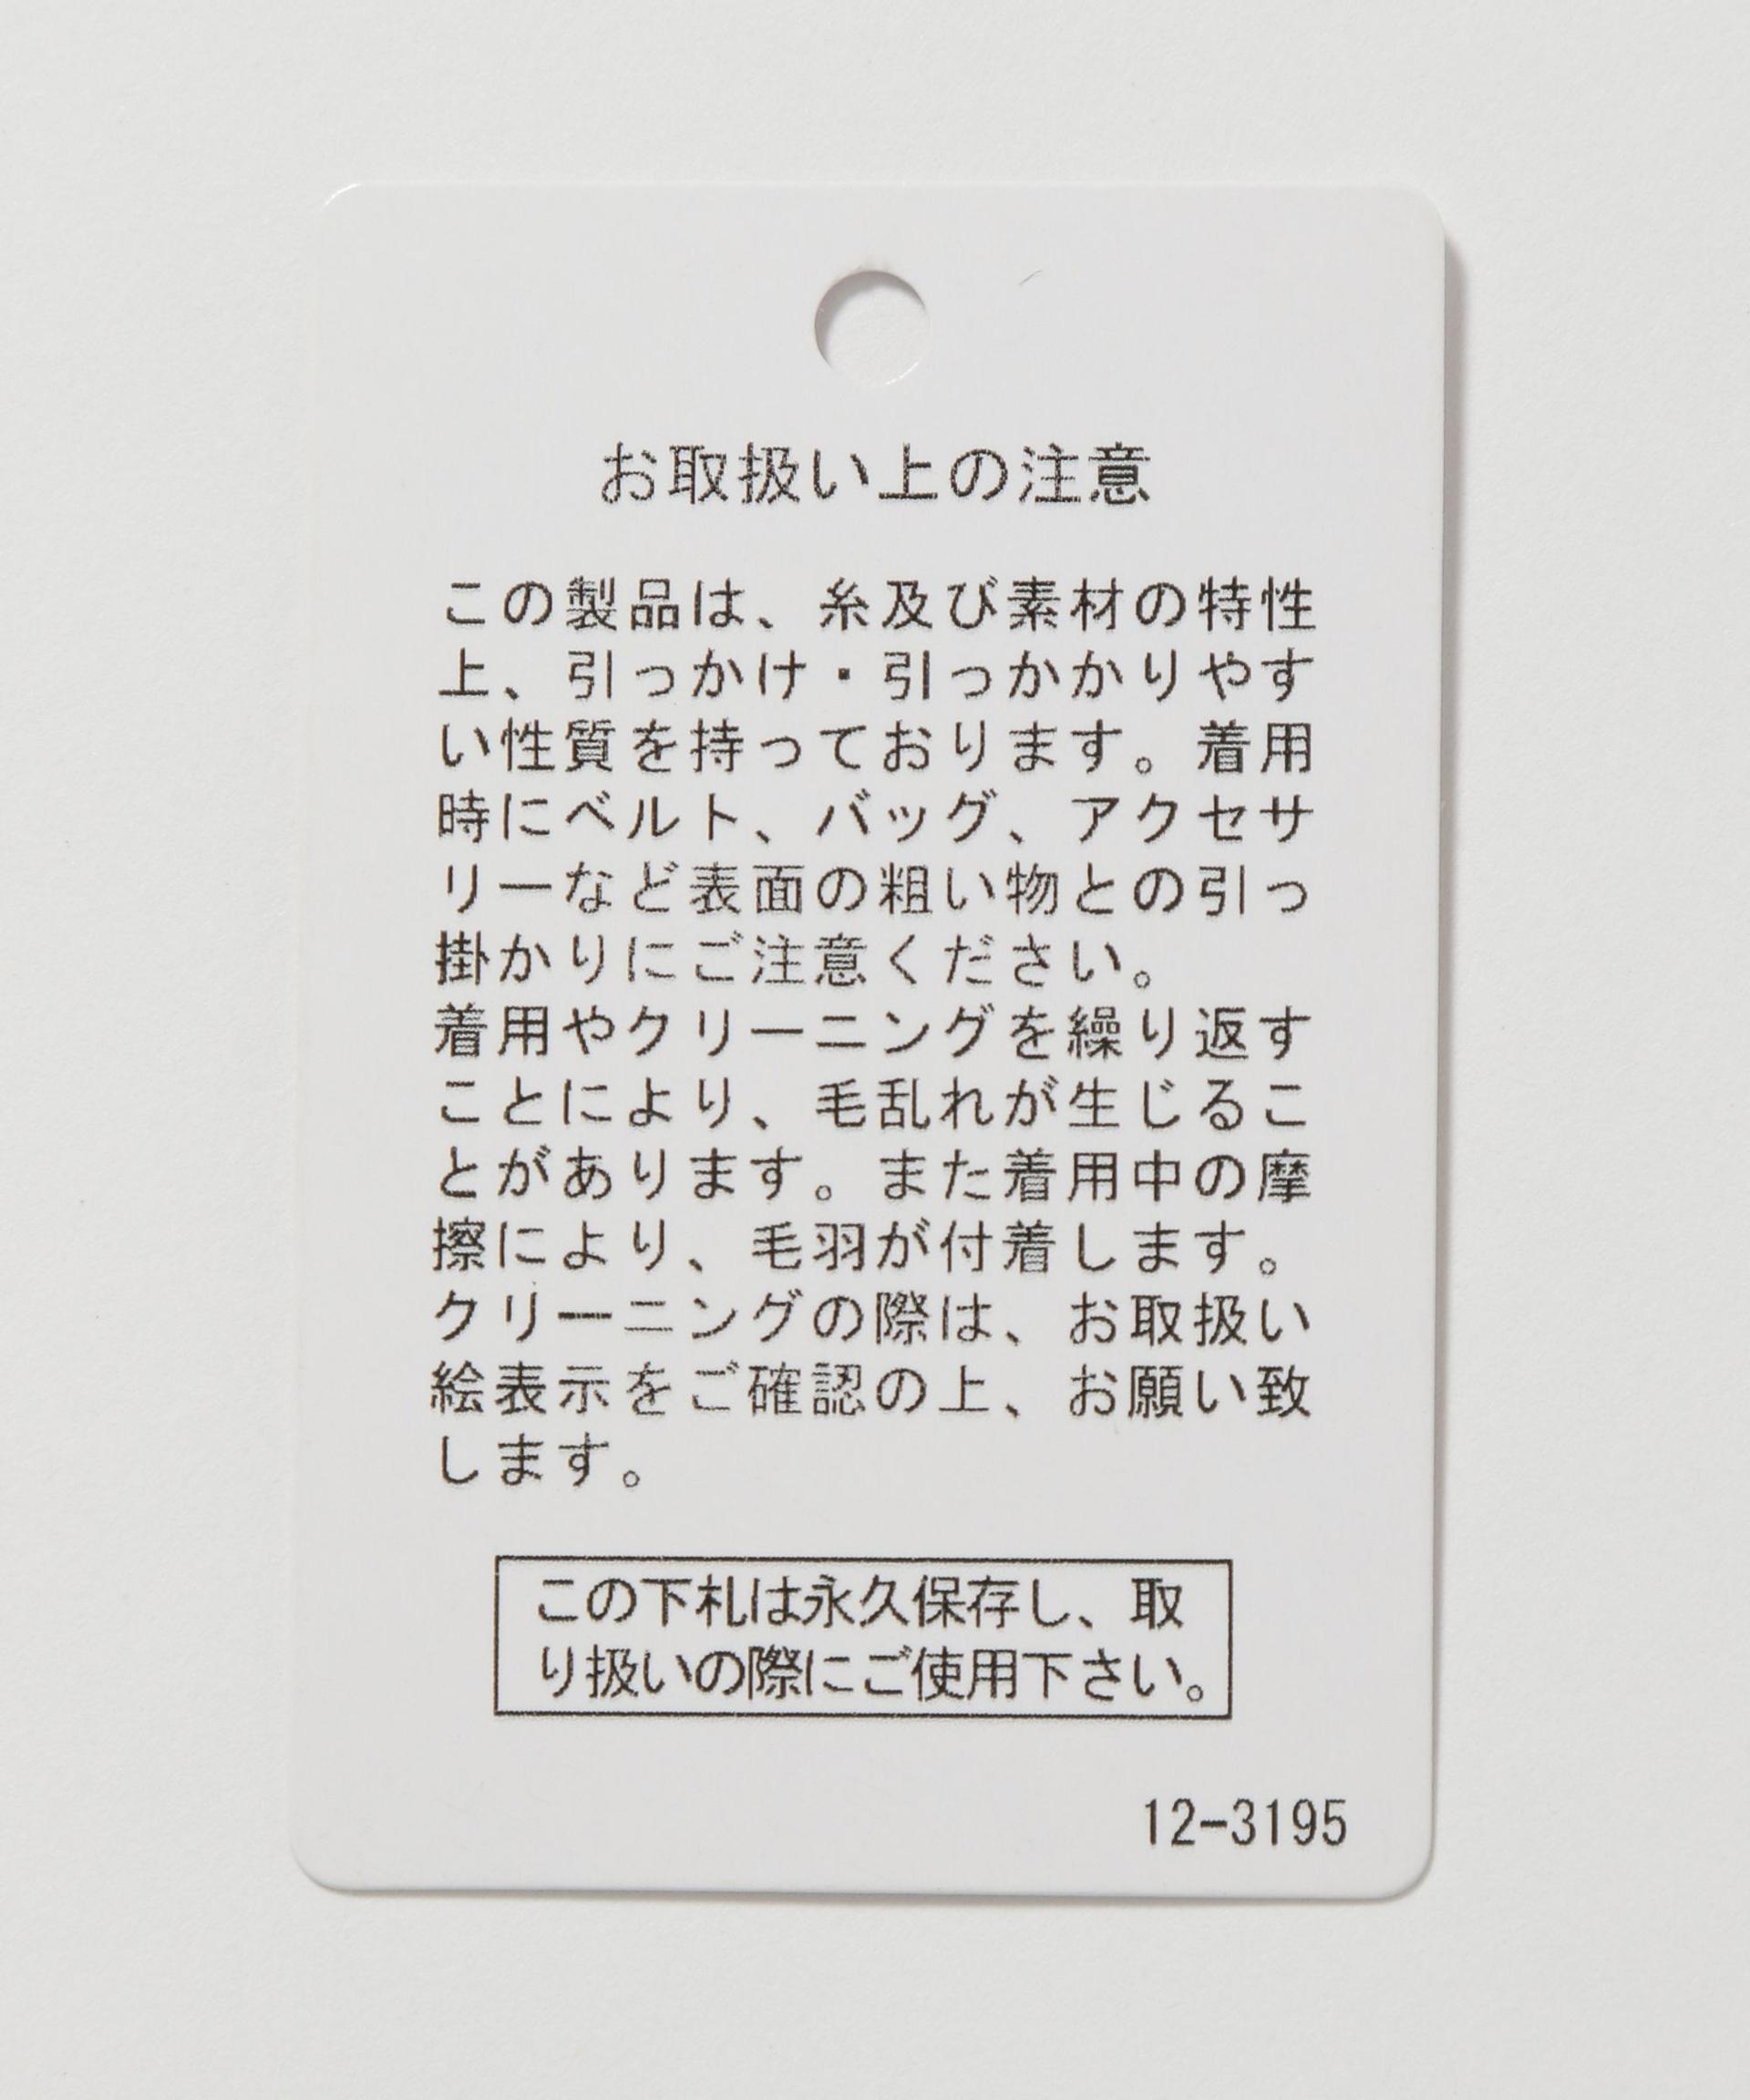 お取扱い上の注意
この製品は、糸及び素材の特性
上、引っかけ・引っかかりやす
い性質を持っております。着用
時にベルト、バッグ、アクセサ
リーなど表面の粗い物との引っ
掛かりにご注意ください。
着用やクリーニングを繰り返す
ことにより、毛乱れが生じるこ
とがあります。また着用中の摩
擦により、毛羽が付着します。
クリーニングの際は、お取扱い
絵表示をご確認の上、お願い致
します。
この下札は永久保存し、取
り扱いの際にご使用下さい。
12-3195